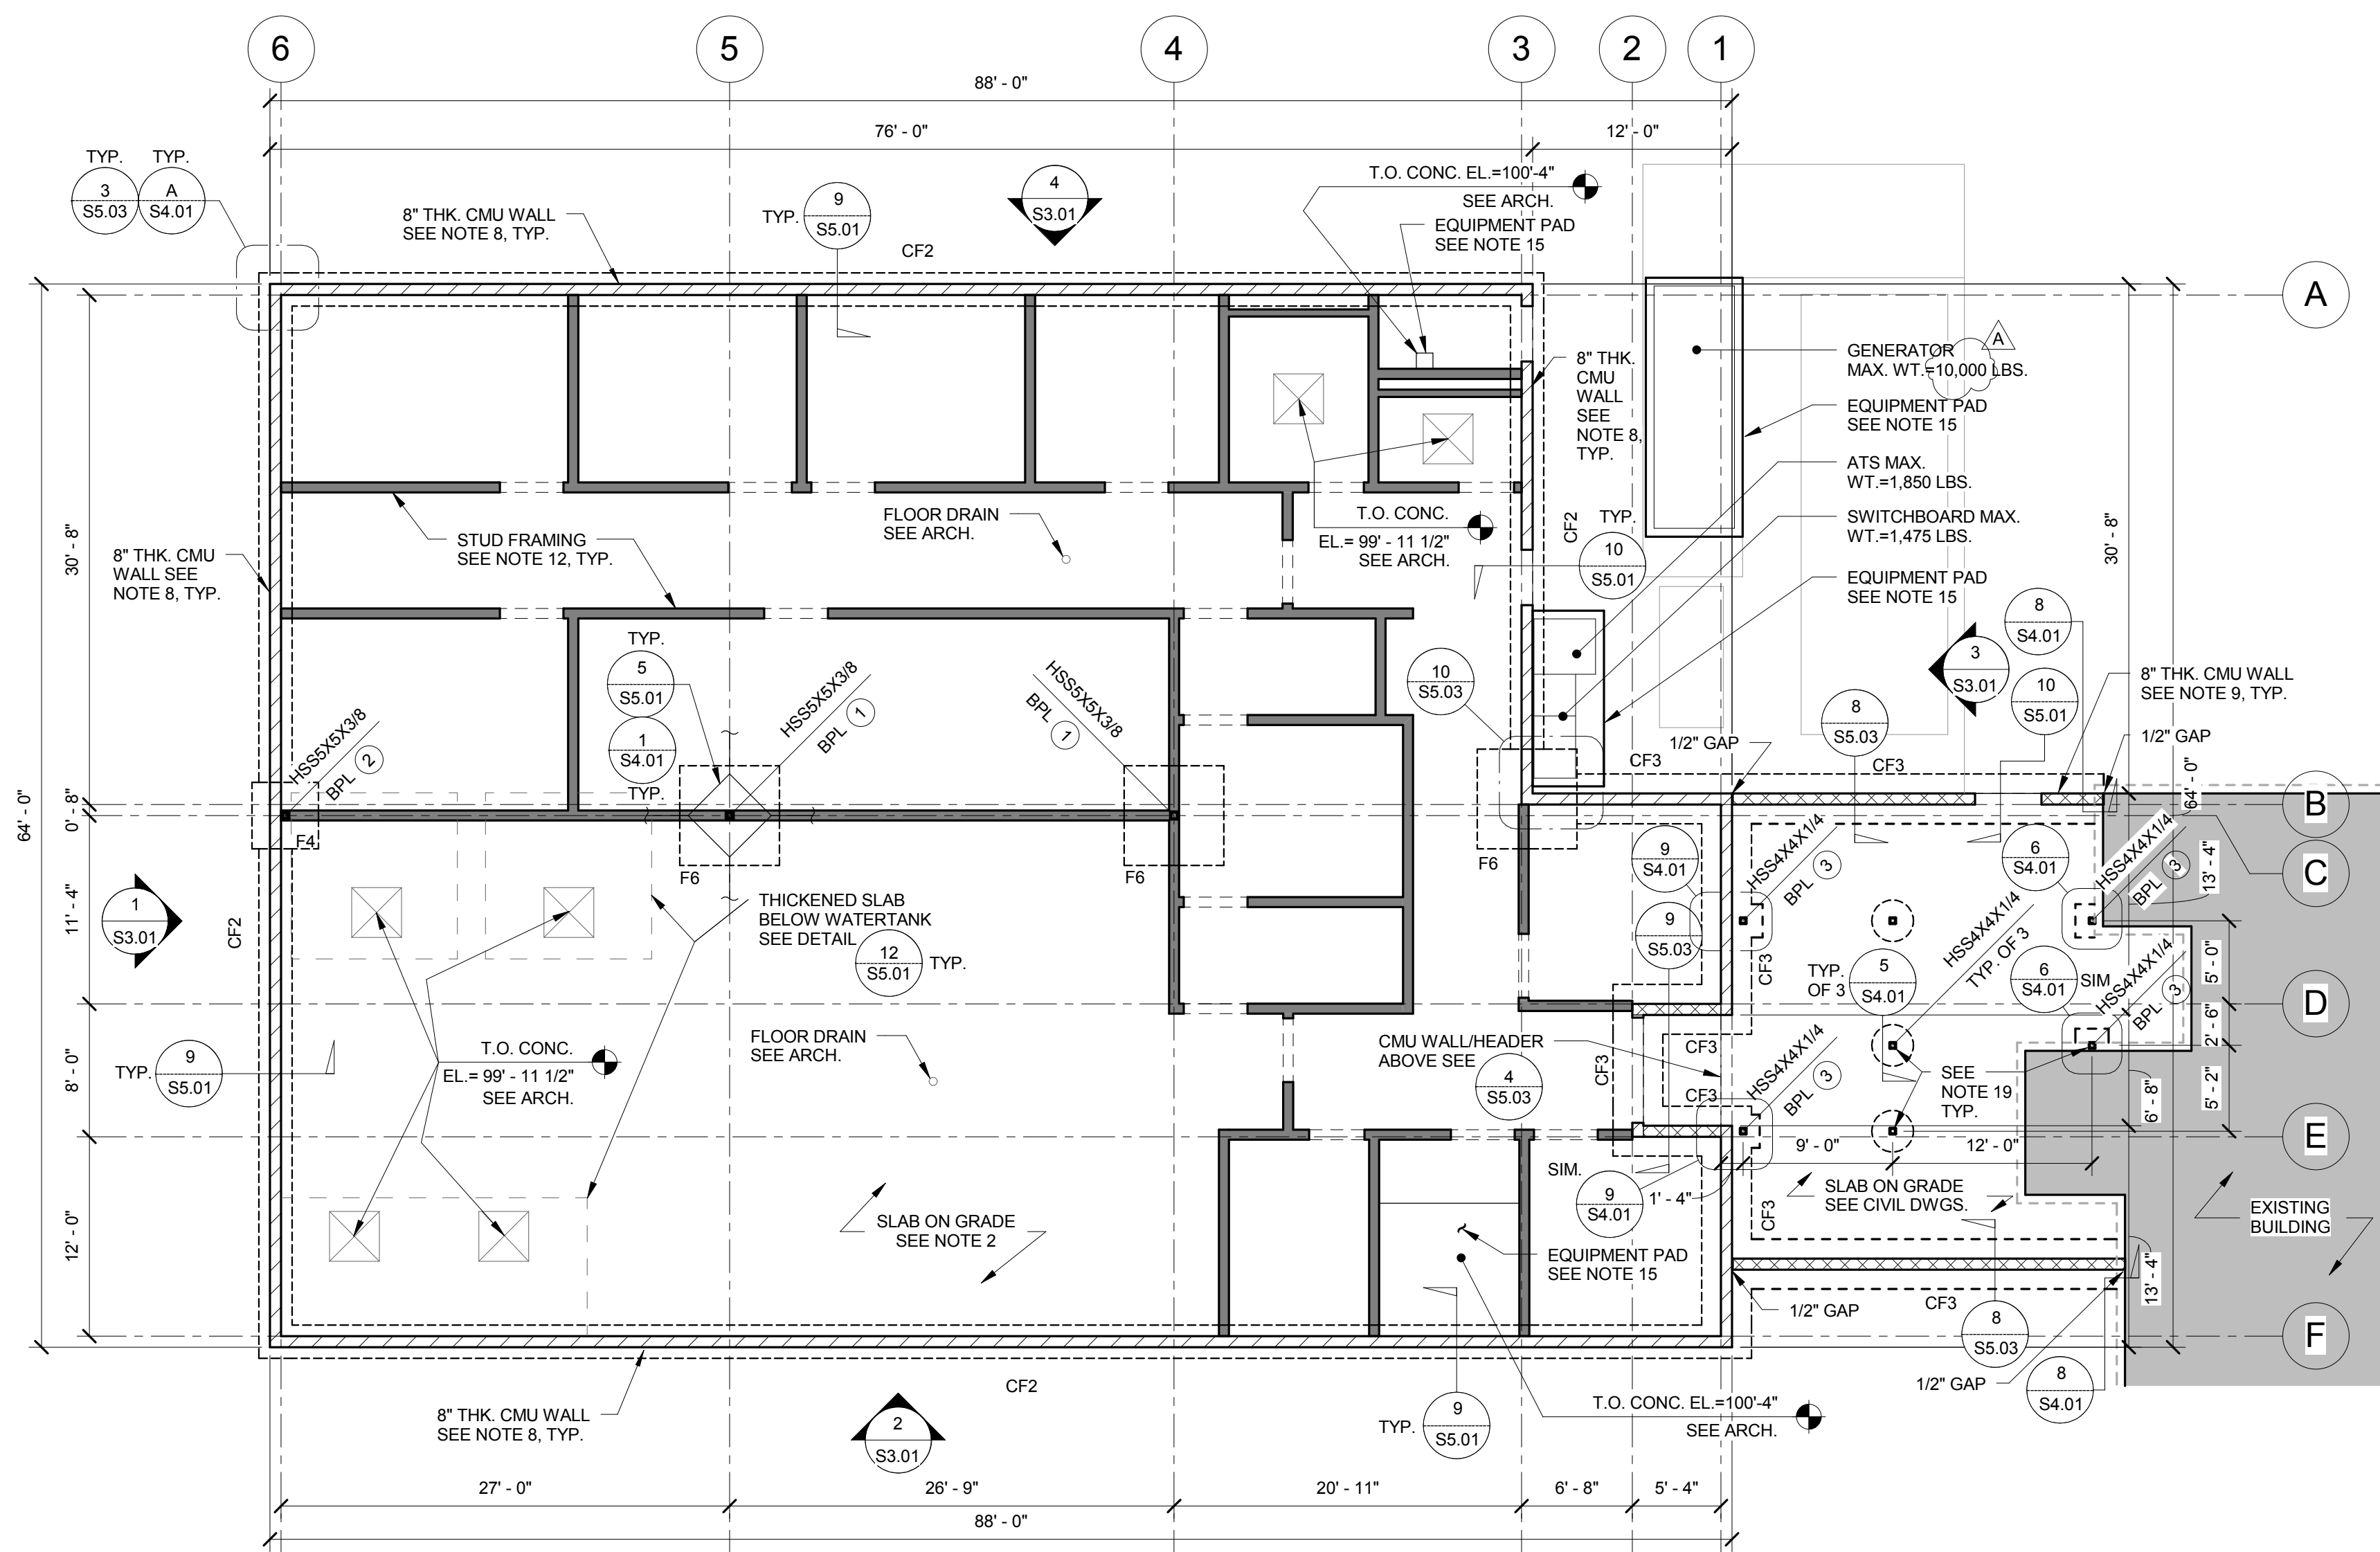 6
5
4
3
2
1
88' - 0"
76' - 0"
12' - 0"
TYP.
TYP.
3
S5.03
A
S4.01
8" THK. CMU WALL
SEE NOTE 8, TYP.
TYP.
9
S5.01
CF2
4
S3.01
T.O. CONC. EL.=100'-4"
SEE ARCH.
EQUIPMENT PAD
SEE NOTE 15
A
8" THK.
CMU
WALL
SEE
NOTE 8,
TYP.
A
GENERATOR
MAX. WT.=10,000 LBS.
EQUIPMENT PAD
SEE NOTE 15
ATS MAX.
WT.=1,850 LBS.
SWITCHBOARD MAX.
WT.=1,475 LBS.
EQUIPMENT PAD
SEE NOTE 15
30' - 8"
30' - 8"
8" THK. CMU
WALL SEE
NOTE 8, TYP.
STUD FRAMING
SEE NOTE 12, TYP.
FLOOR DRAIN
SEE ARCH.
T.O. CONC.
EL.= 99' - 11 1/2"
SEE ARCH.
CF2
TYP.
10
S5.01
8
S4.01
3
S3.01
10
S5.01
8" THK. CMU WALL
SEE NOTE 9, TYP.
TYP.
5
S5.01
1
S4.01
TYP.
HSS5X5X3/8
BPL 2
HSS5X5X3/8
BPL 1
HSS5X5X3/8
BPL 1
10
S5.03
8
S5.03
1/2" GAP
1/2" GAP
CF3
CF3
64' - 0"
0' - 8"
64' - 0"
B
C
F4
F6
F6
F6
9
S4.01
HSS4X4X1/4
BPL 3
6
S4.01
HSS4X4X1/4
BPL 3
13' - 4"
11' - 4"
1
S3.01
CF2
THICKENED SLAB
BELOW WATERTANK
SEE DETAIL
12
S5.01
TYP.
9
S5.03
CF3
TYP.
OF 3
5
S4.01
HSS4X4X1/4
TYP. OF 3
6
S4.01
SIM.
HSS4X4X1/4
BPL 3
5' - 0"
D
2' - 6"
TYP.
9
S5.01
8' - 0"
T.O. CONC.
EL.= 99' - 11 1/2"
SEE ARCH.
FLOOR DRAIN
SEE ARCH.
CMU WALL/HEADER
ABOVE SEE
4
S5.03
CF3
CF3
CF3
HSS4X4X1/4
BPL 3
SEE
NOTE 19
TYP.
6' - 8"
5' - 2"
E
9' - 0"
12' - 0"
SIM.
9
S4.01
1' - 4"
SLAB ON GRADE
SEE CIVIL DWGS.
CF3
EXISTING
BUILDING
12' - 0"
SLAB ON GRADE
SEE NOTE 2
EQUIPMENT PAD
SEE NOTE 15
13' - 4"
1/2" GAP
CF3
8
S5.03
F
1/2" GAP
8
S4.01
CF2
8" THK. CMU WALL
SEE NOTE 8, TYP.
2
S3.01
TYP.
9
S5.01
T.O. CONC. EL.=100'-4"
SEE ARCH.
27' - 0"
26' - 9"
20' - 11"
6' - 8"
5' - 4"
88' - 0"